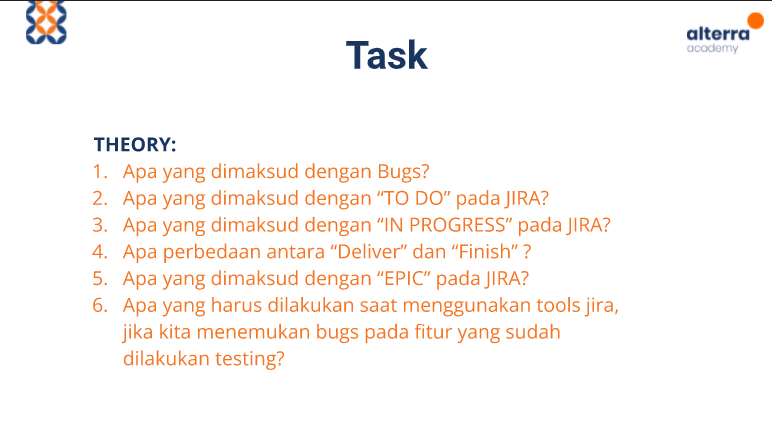 alterra
academy
Task
THEORY:
1. Apa yang dimaksud dengan Bugs?
2. Apa yang dimaksud dengan “TO DO” pada JIRA?
3. Apa yang dimaksud dengan “IN PROGRESS” pada JIRA?
4. Apa perbedaan antara “Deliver” dan “Finish” ?
5. Apa yang dimaksud dengan “EPIC” pada JIRA?
6. Apa yang harus dilakukan saat menggunakan tools jira,
jika kita menemukan bugs pada fitur yang sudah
dilakukan testing?